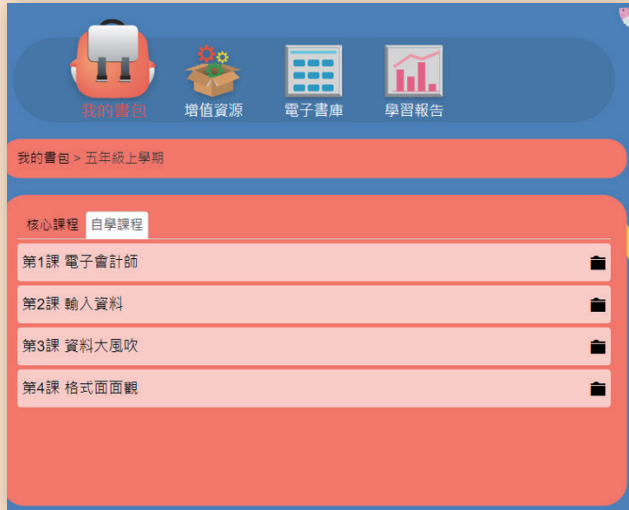 我的書包 增值資源 電子書庫 學習報告
我的書包 > 五年級上學期
核心課程 自學課程
第1課 電子會計師
第2課 輸入資料
第3課 資料大風吹
第4課 格式面面觀